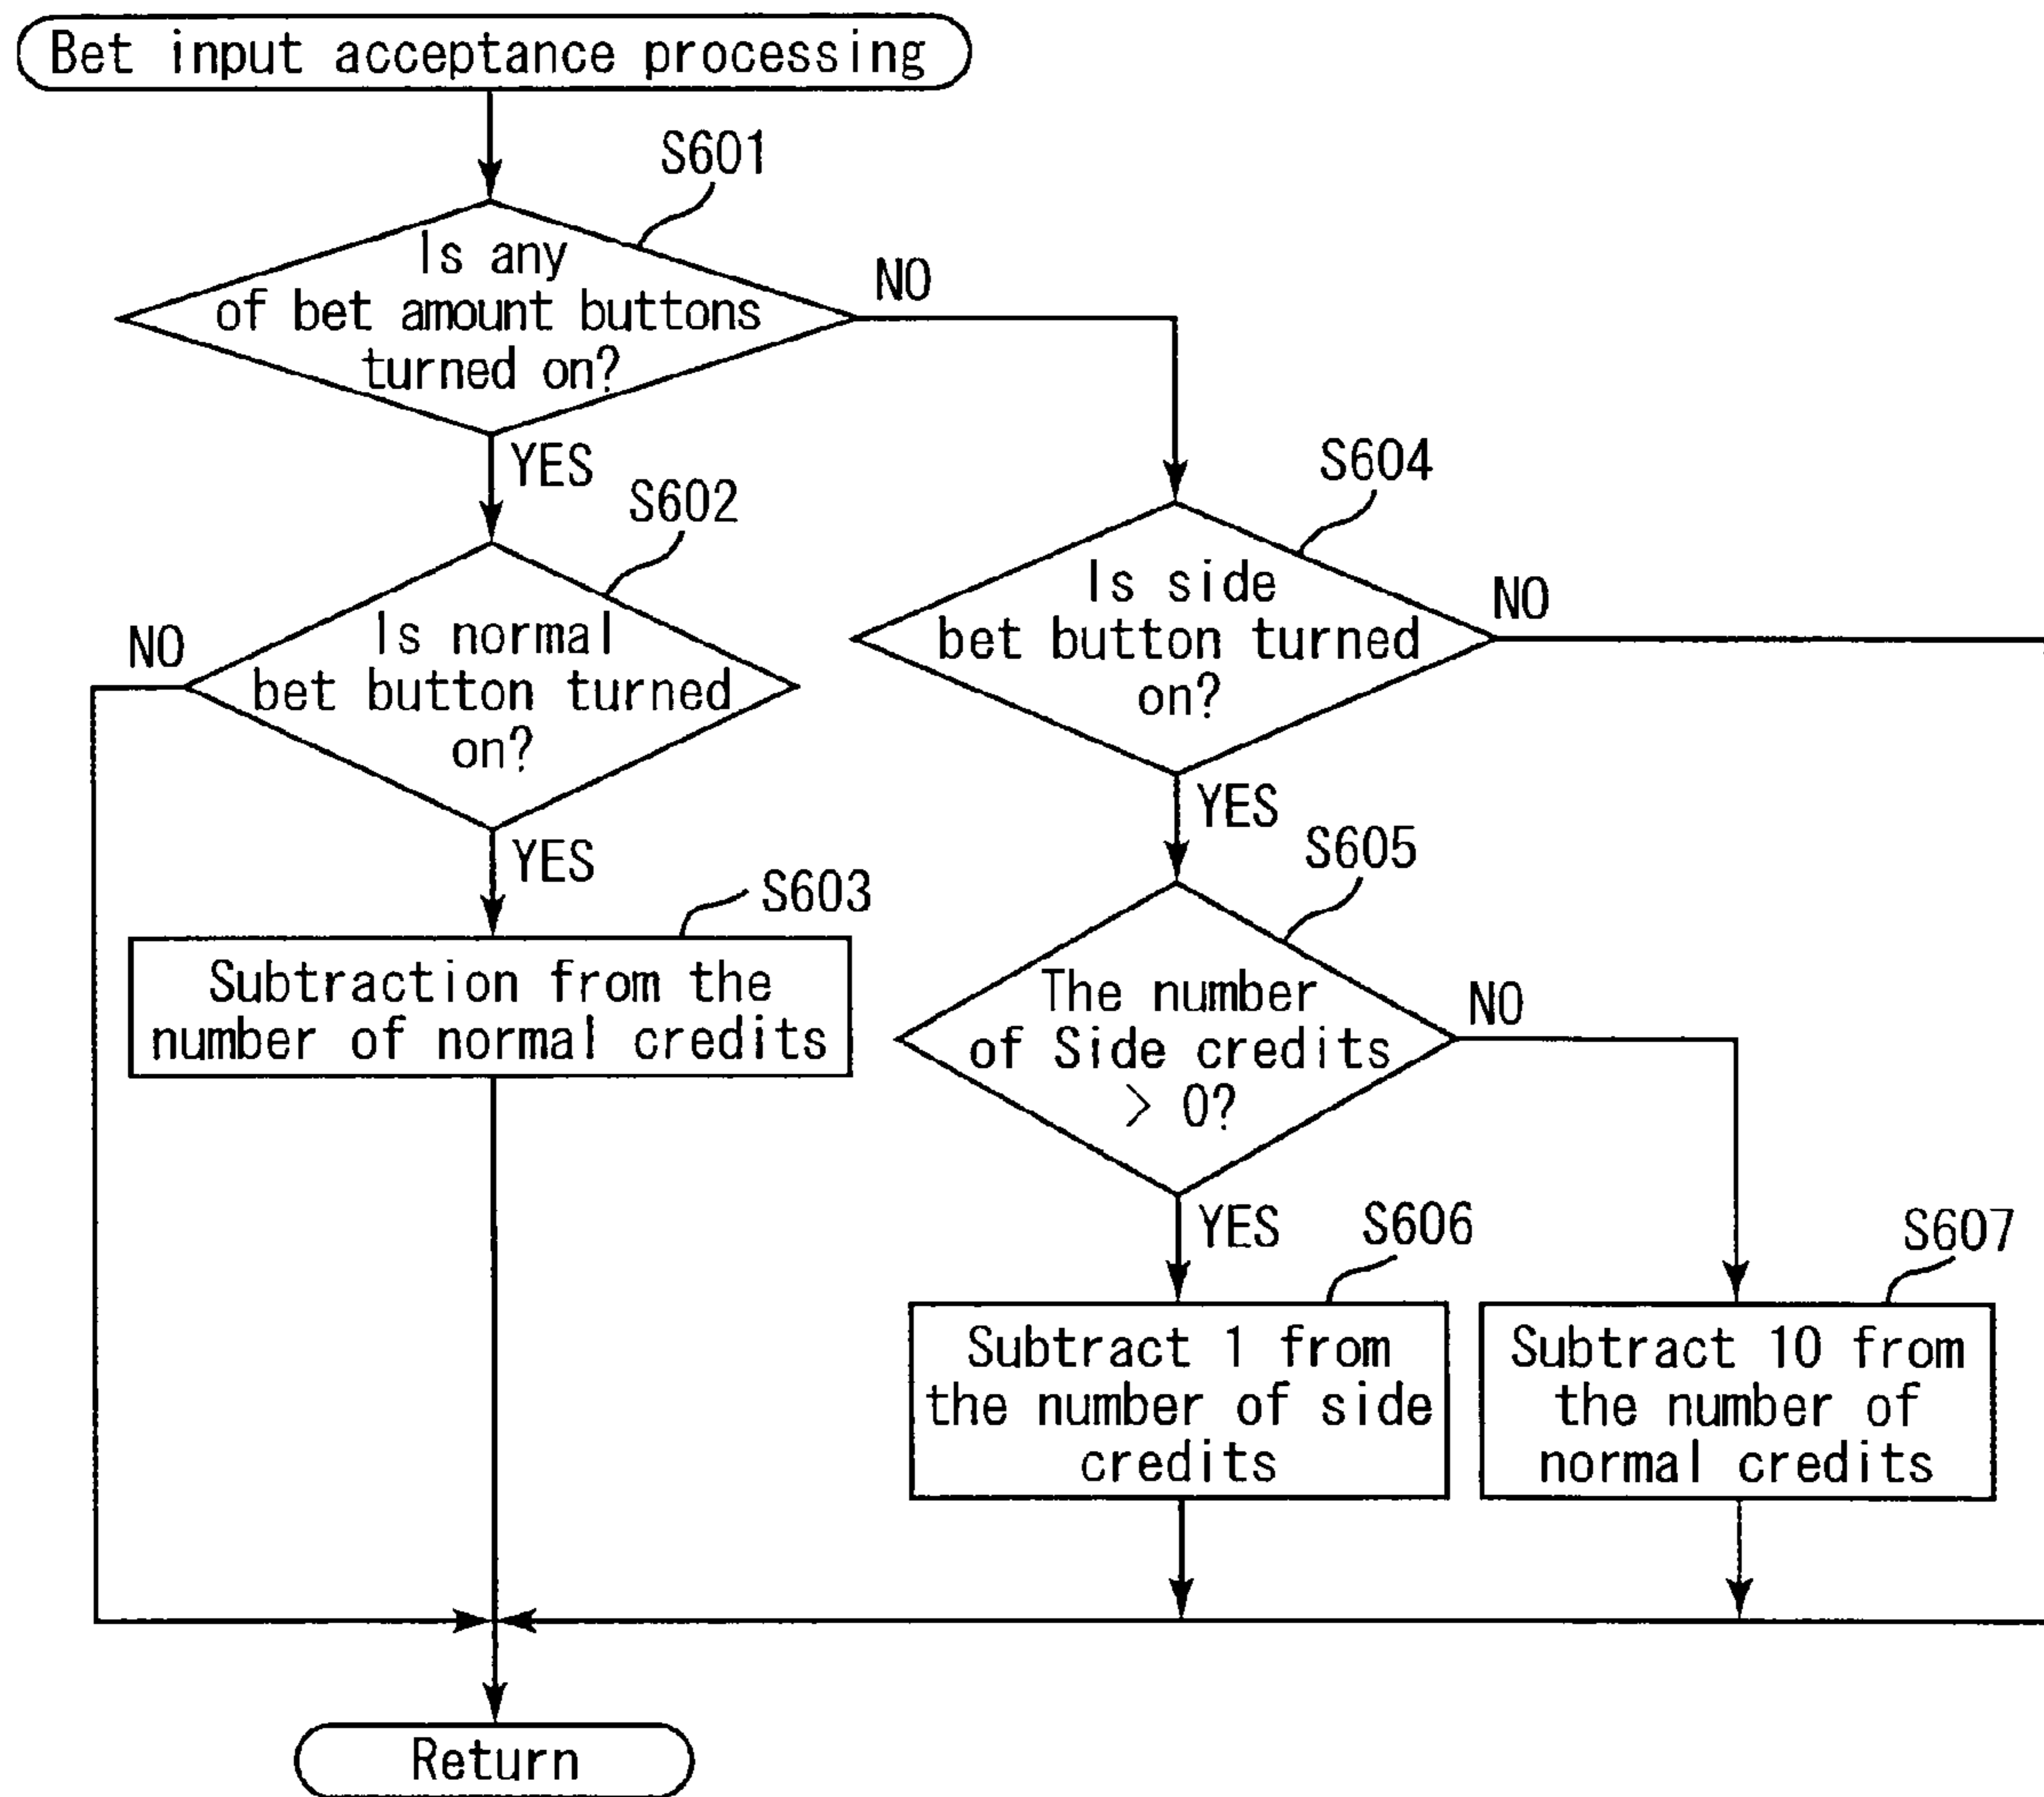 Bet input acceptance processing
S601
Is any
of bet amount buttons
turned on?
NO
YES
S602
Is normal
bet button turned
on?
NO
YES
S603
Subtraction from the
number of normal credits
S604
Is side
bet button turned
on?
NO
YES
S605
The number
of Side credits
> 0?
NO
YES
S606
Subtract 1 from
the number of side
credits
S607
Subtract 10 from
the number of
normal credits
Return